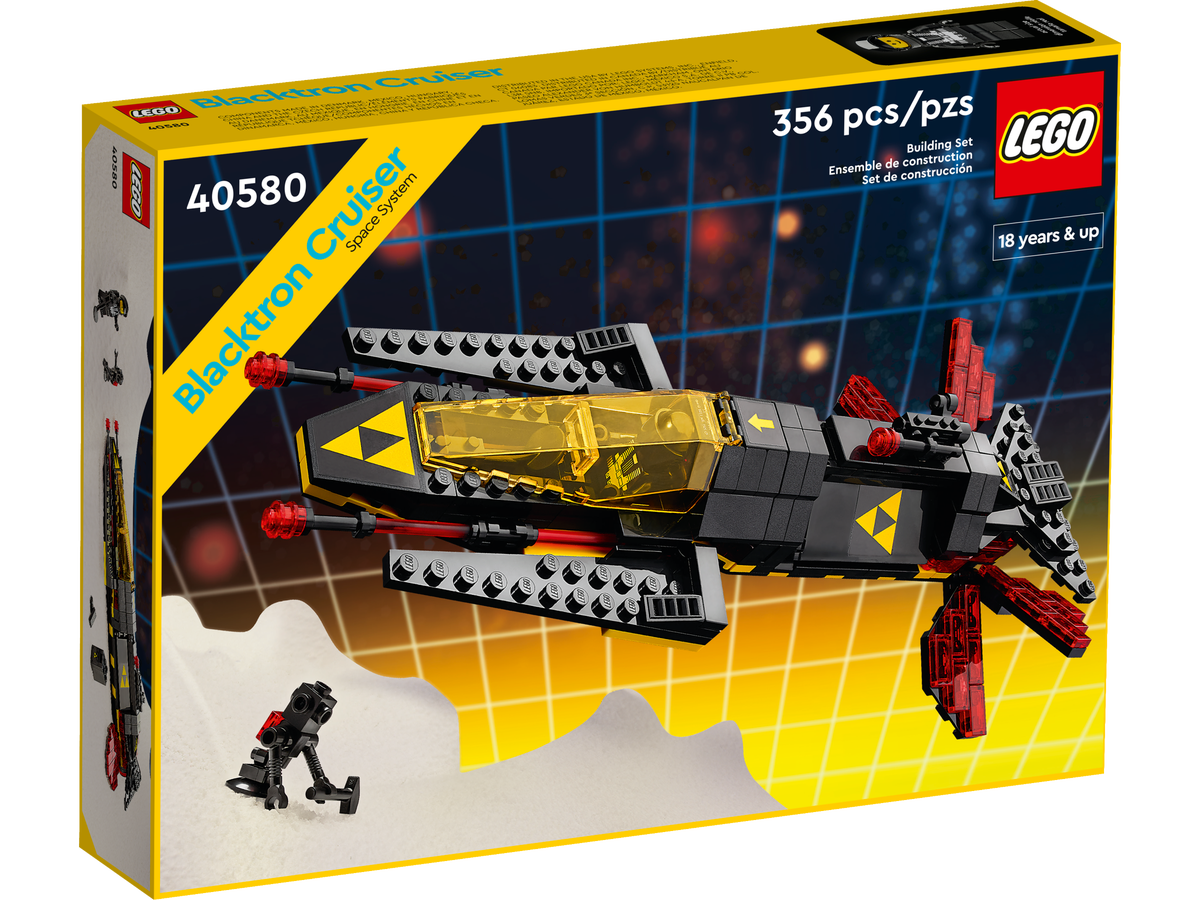 LEGO
40580
Blacktron Cruiser
40580
LEGO
40580
Blacktron Cruiser
Space System
356 pcs/pzs
Building Set
Ensemble de construction
Set de construcción
LEGO
18 years & up